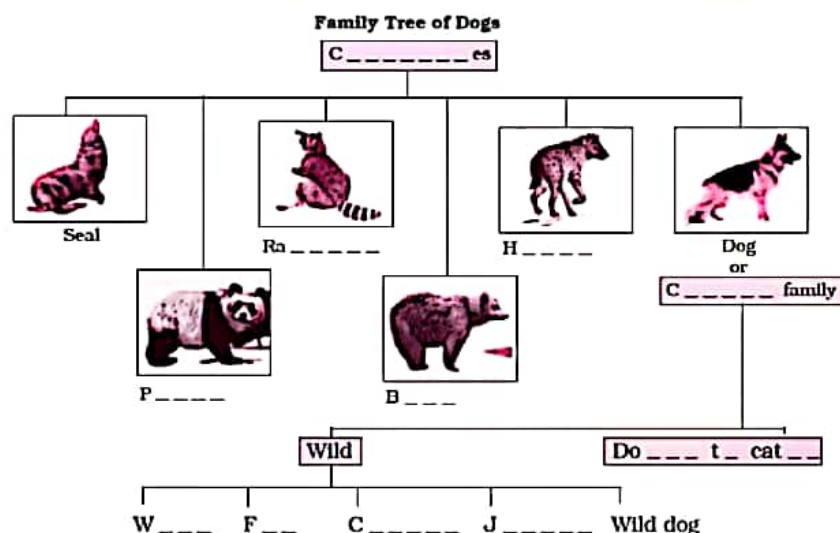 Family Tree of Dogs
C _ _ _ _ _ _ _ es
Seal
Ra _ _ _ _ _
H _ _ _ _
Dog
or
C _ _ _ _ _ family
P _ _ _ _
B _ _ _
Wild
Do _ _ _ t _ cat _ _
W _ _ _ F _ _ C _ _ _ _ _ J _ _ _ _ _ Wild dog